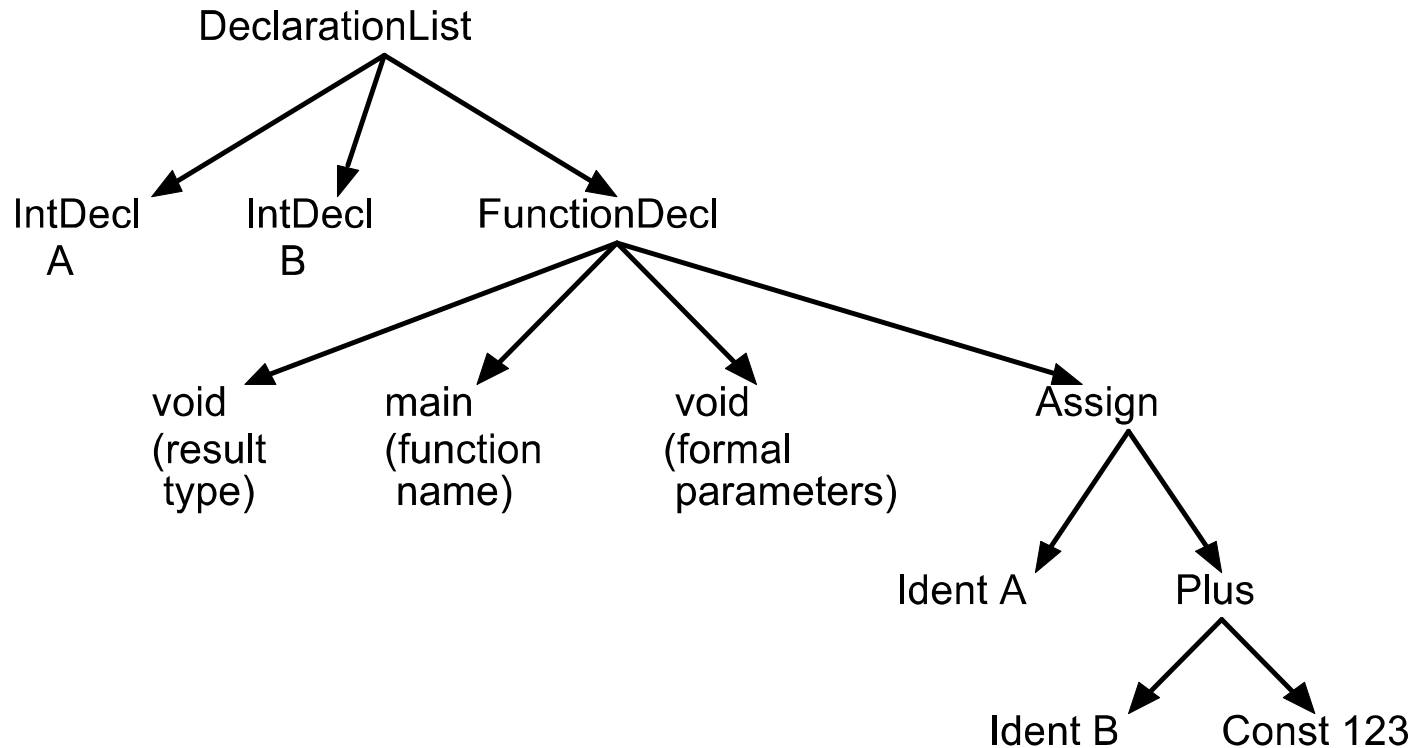 DeclarationList
IntDecl
A
IntDecl
B
FunctionDecl
void
(result
type)
main
(function
name)
void
(formal
parameters)
Assign
Ident A
Plus
Ident B
Const 123